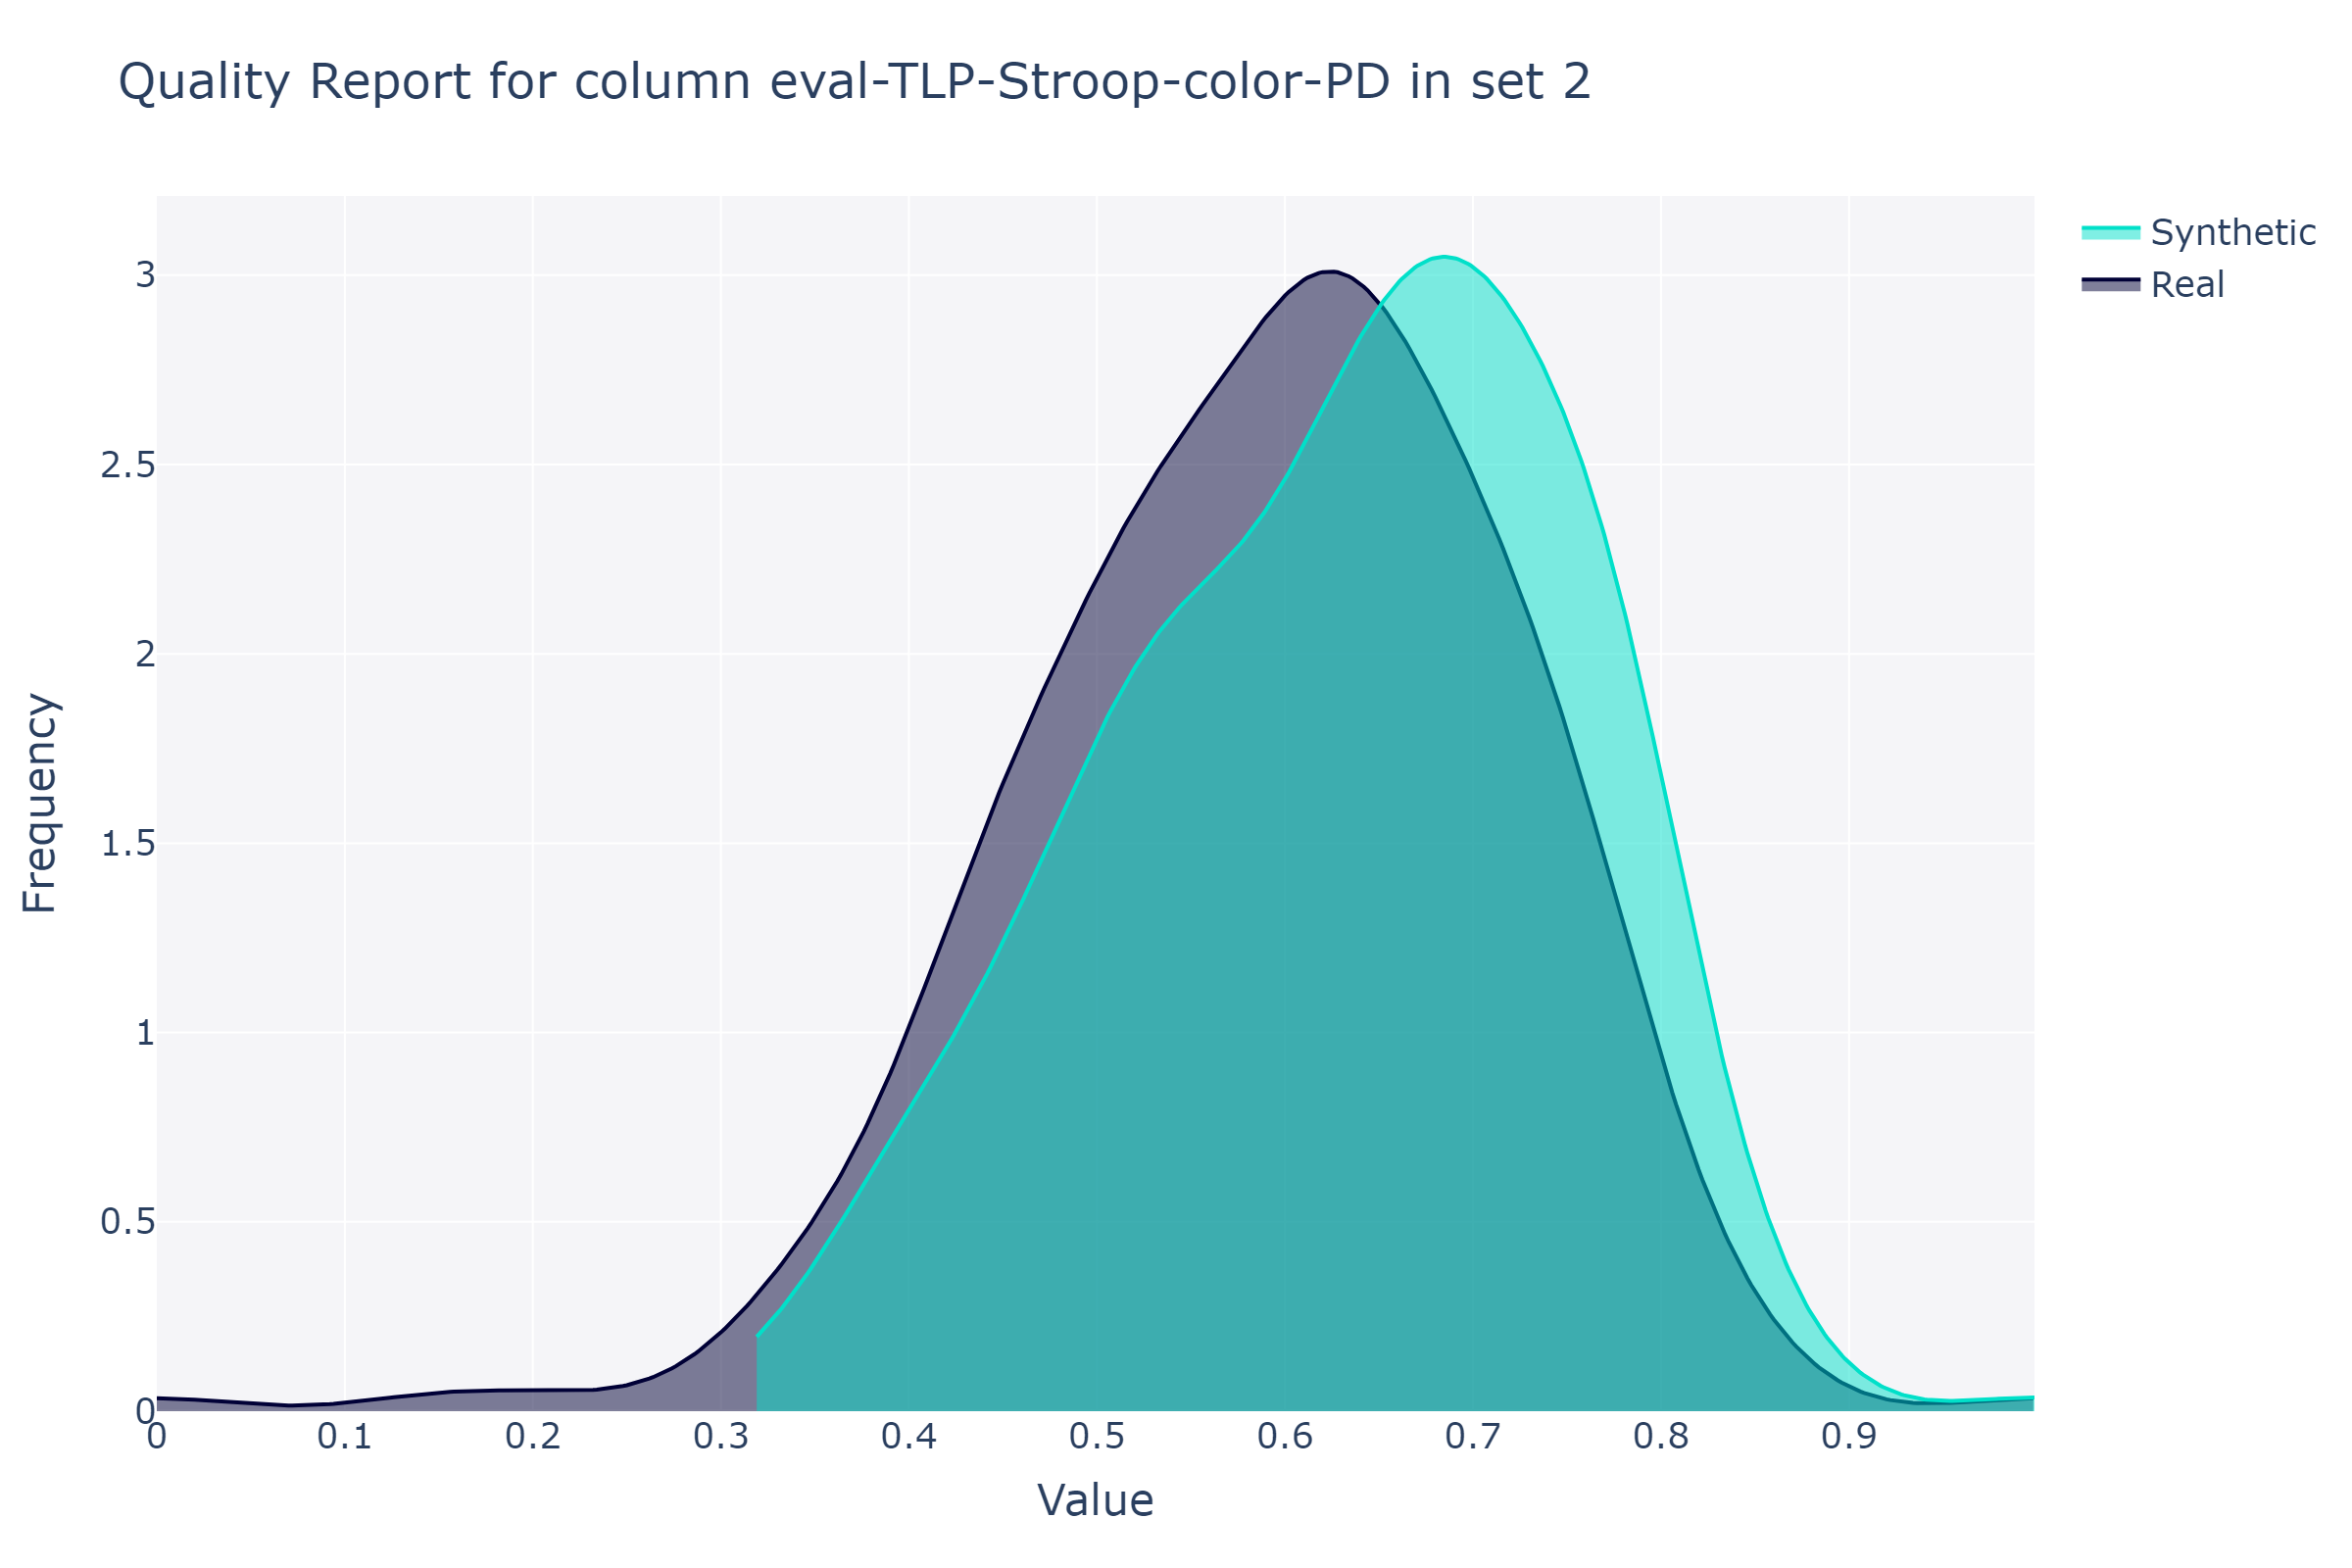 Quality Report for column eval-TLP-Stroop-color-PD in set 2
Synthetic
Real
3
2.5
2
1.5
1
0.5
0
Frequency
0 0.1 0.2 0.3 0.4 0.5 0.6 0.7 0.8 0.9
Value